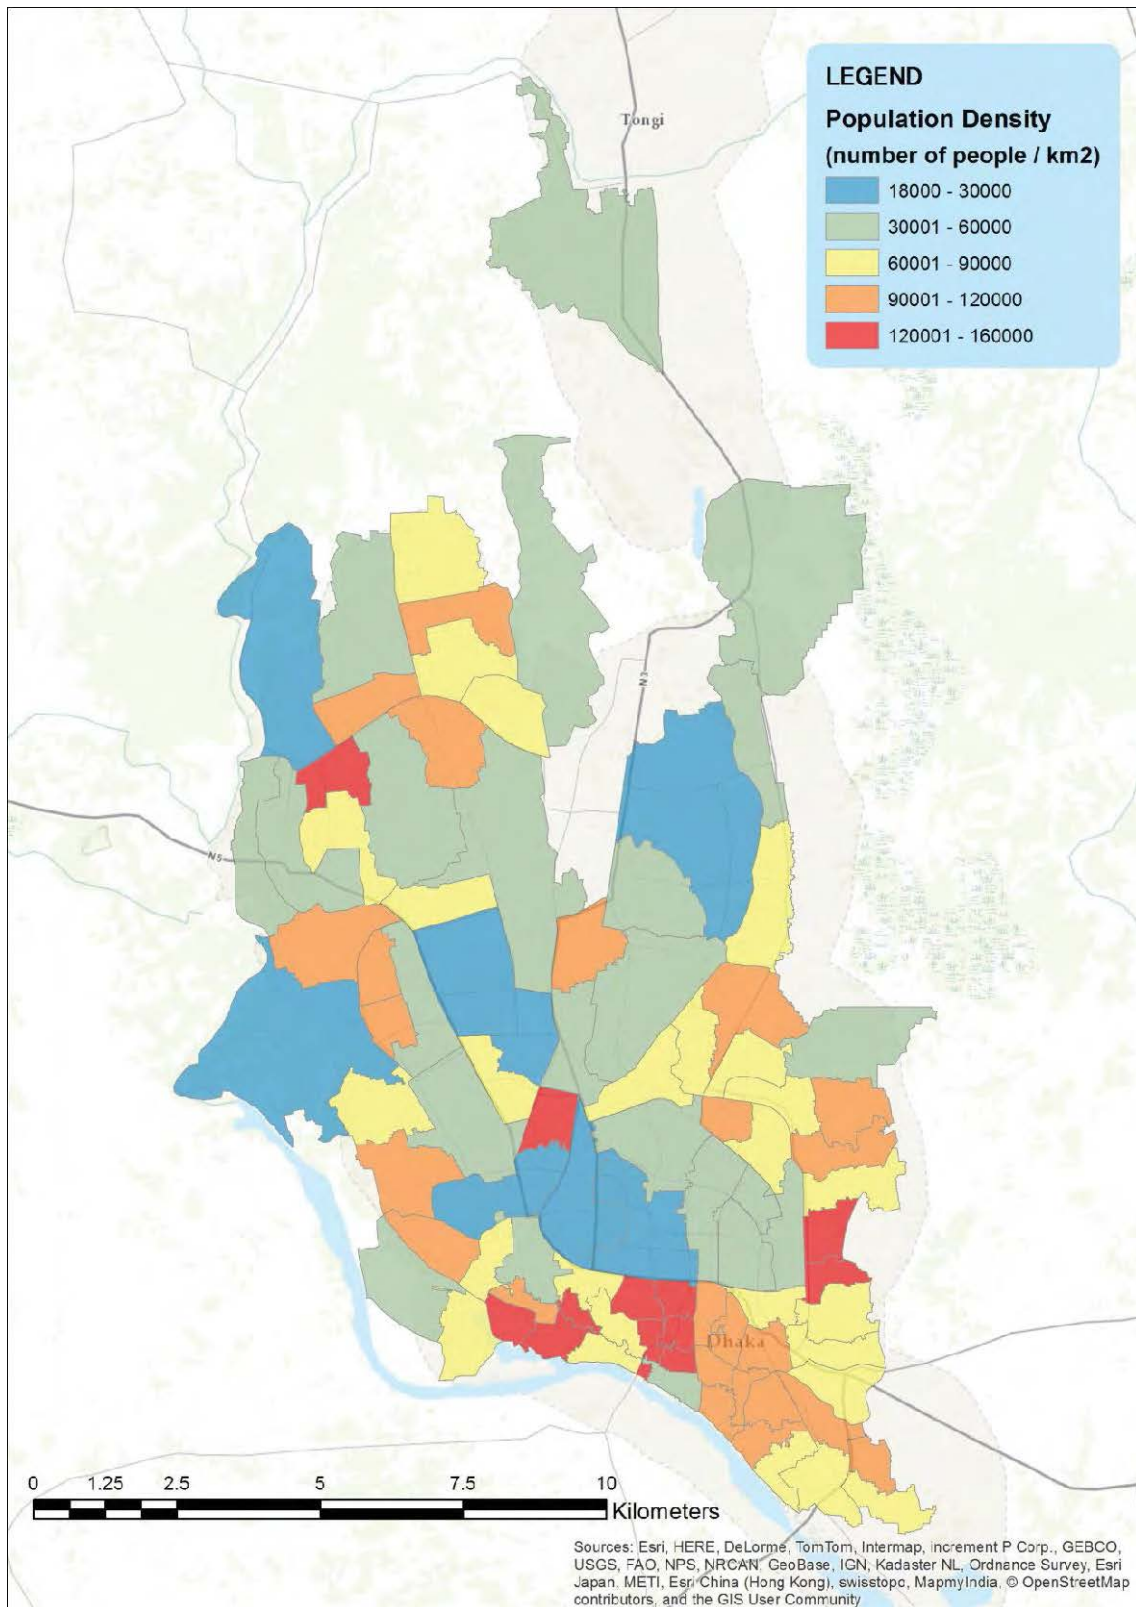 Tongi
LEGEND
Population Density
(number of people / km2)
18000 - 30000
30001 - 60000
60001 - 90000
90001 - 120000
120001 - 160000
N3
N5
Dhaka
0 1.25 2.5 5 7.5 10
Kilometers
Sources: Esri, HERE, DeLorme, TomTom, Intermap, increment P Corp., GEBCO,
USGS, FAO, NPS, NRCAN, GeoBase, IGN, Kadaster NL, Ordnance Survey, Esri
Japan, METI, Esri China (Hong Kong), swisstopo, MapmyIndia, © OpenStreetMap
contributors, and the GIS User Community